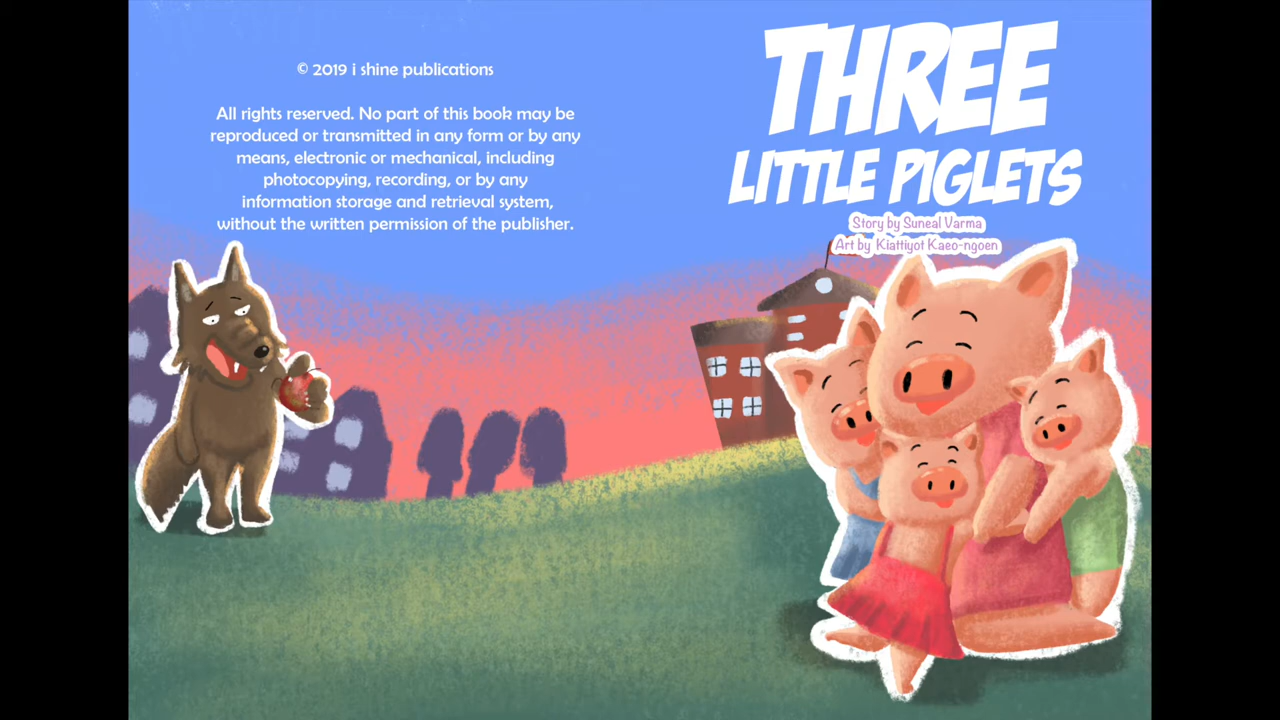 © 2019 i shine publications
All rights reserved. No part of this book may be
reproduced or transmitted in any form or by any
means, electronic or mechanical, including
photocopying, recording, or by any
information storage and retrieval system,
without the written permission of the publisher.
THREE
LITTLE PIGLETS
Story by Suneal Varma
Art by Kiattiyot Kaeo-ngoen